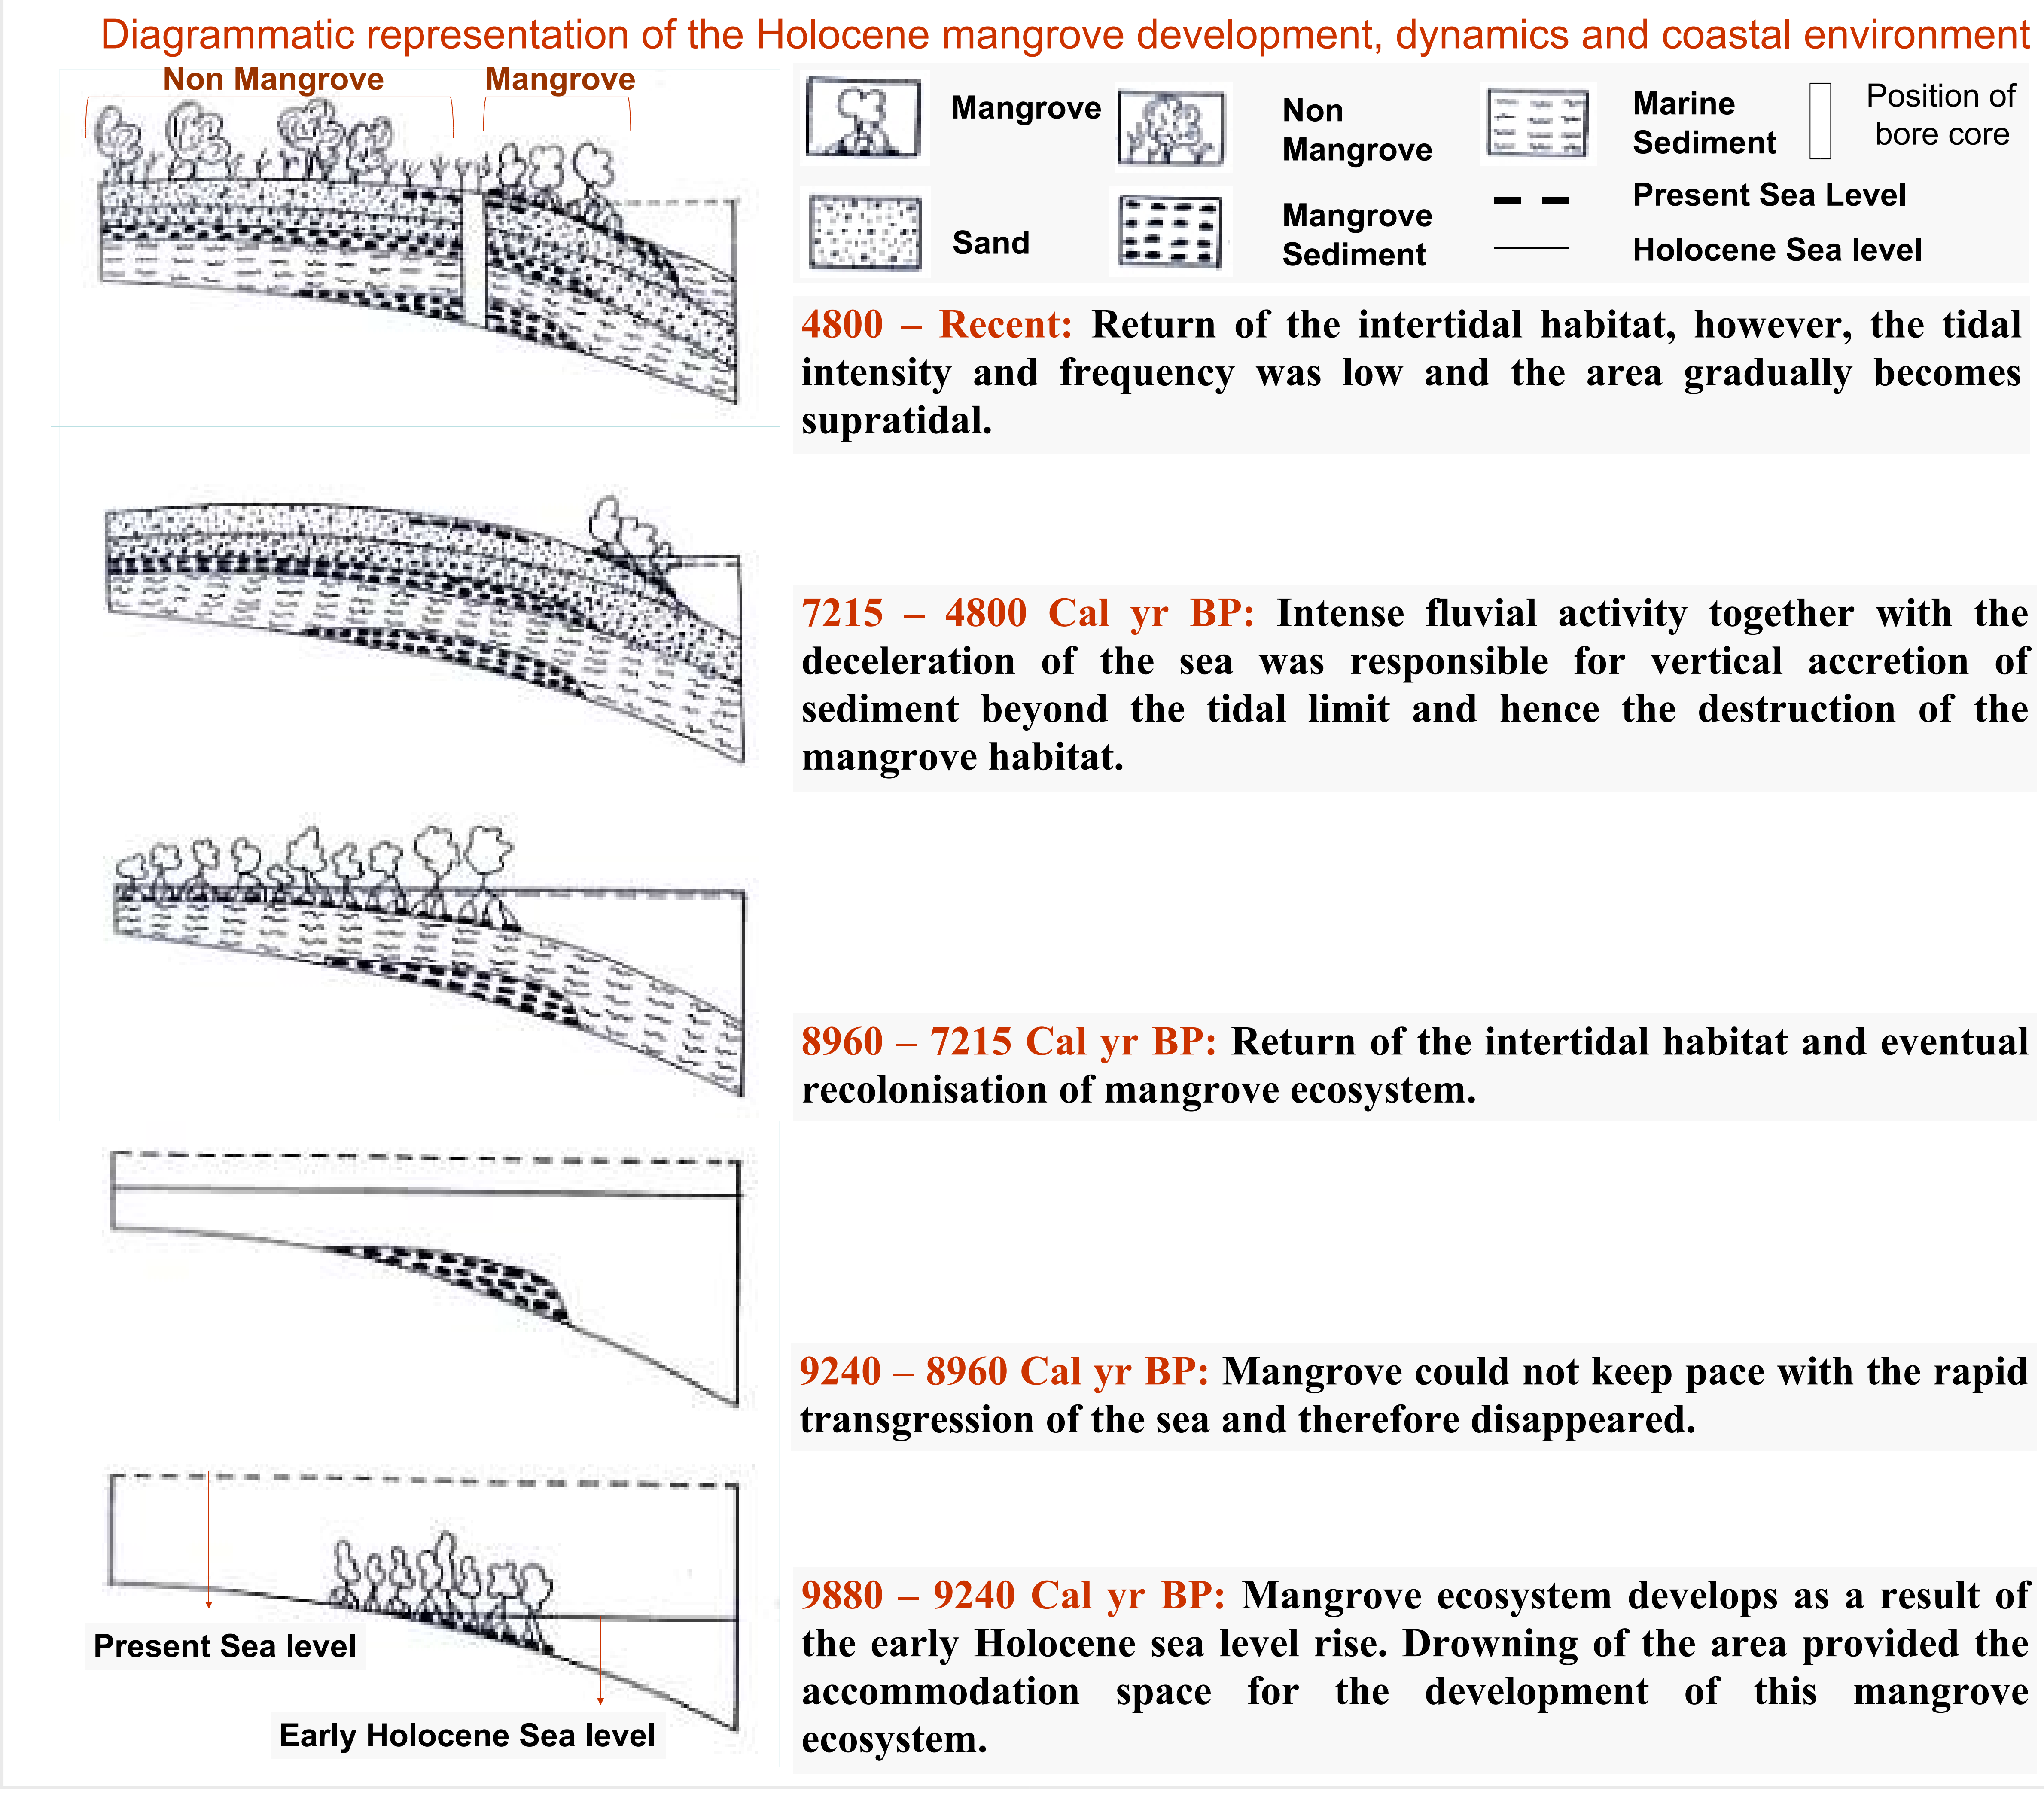 Diagrammatic representation of the Holocene mangrove development, dynamics and coastal environment
Non Mangrove
Mangrove
Mangrove
Non
Mangrove
Marine
Sediment
Position of
bore core
Sand
Mangrove
Sediment
Present Sea Level
Holocene Sea level
4800 – Recent: Return of the intertidal habitat, however, the tidal
intensity and frequency was low and the area gradually becomes
supratidal.
7215 – 4800 Cal yr BP: Intense fluvial activity together with the
deceleration of the sea was responsible for vertical accretion of
sediment beyond the tidal limit and hence the destruction of the
mangrove habitat.
8960 – 7215 Cal yr BP: Return of the intertidal habitat and eventual
recolonisation of mangrove ecosystem.
9240 – 8960 Cal yr BP: Mangrove could not keep pace with the rapid
transgression of the sea and therefore disappeared.
Present Sea level
Early Holocene Sea level
9880 – 9240 Cal yr BP: Mangrove ecosystem develops as a result of
the early Holocene sea level rise. Drowning of the area provided the
accommodation space for the development of this mangrove
ecosystem.